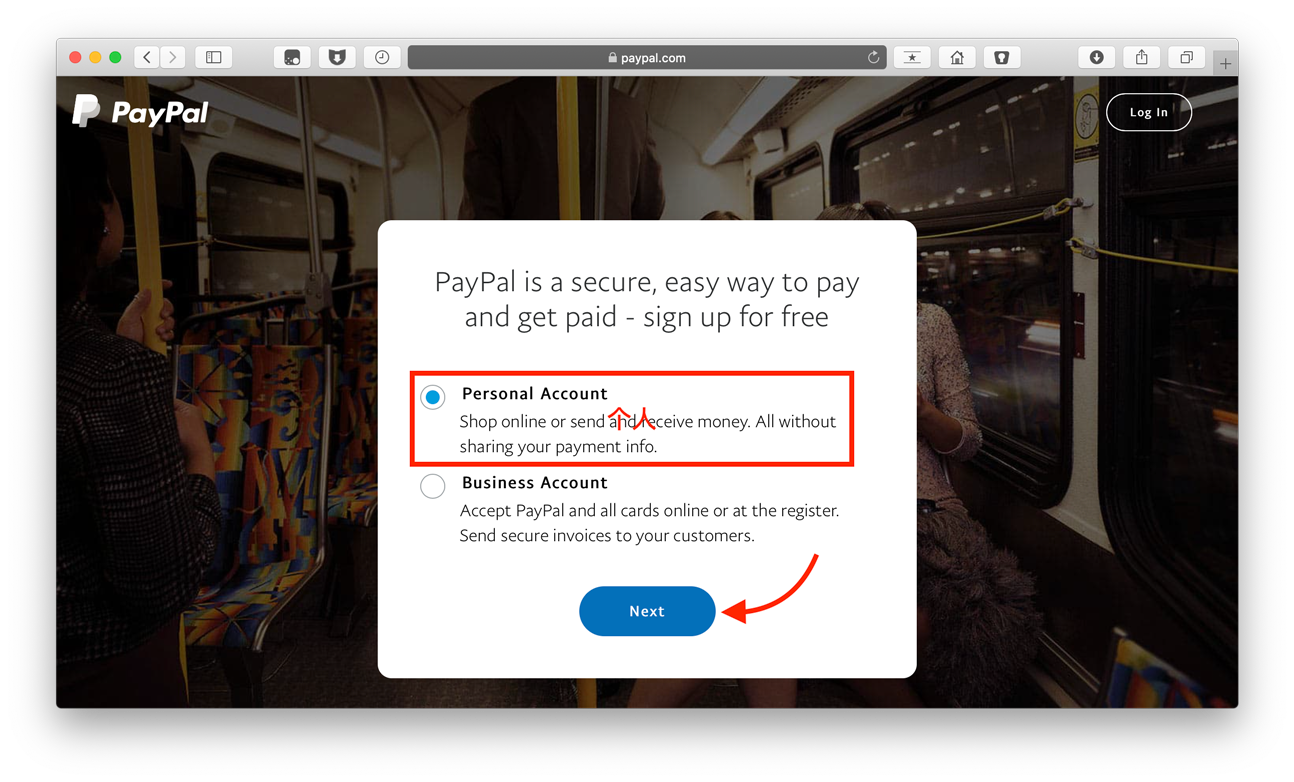 paypal.com
PayPal
Log In
PayPal is a secure, easy way to pay
and get paid - sign up for free
Personal Account
个人
Shop online or send and receive money. All without
sharing your payment info.
Business Account
Accept PayPal and all cards online or at the register.
Send secure invoices to your customers.
Next